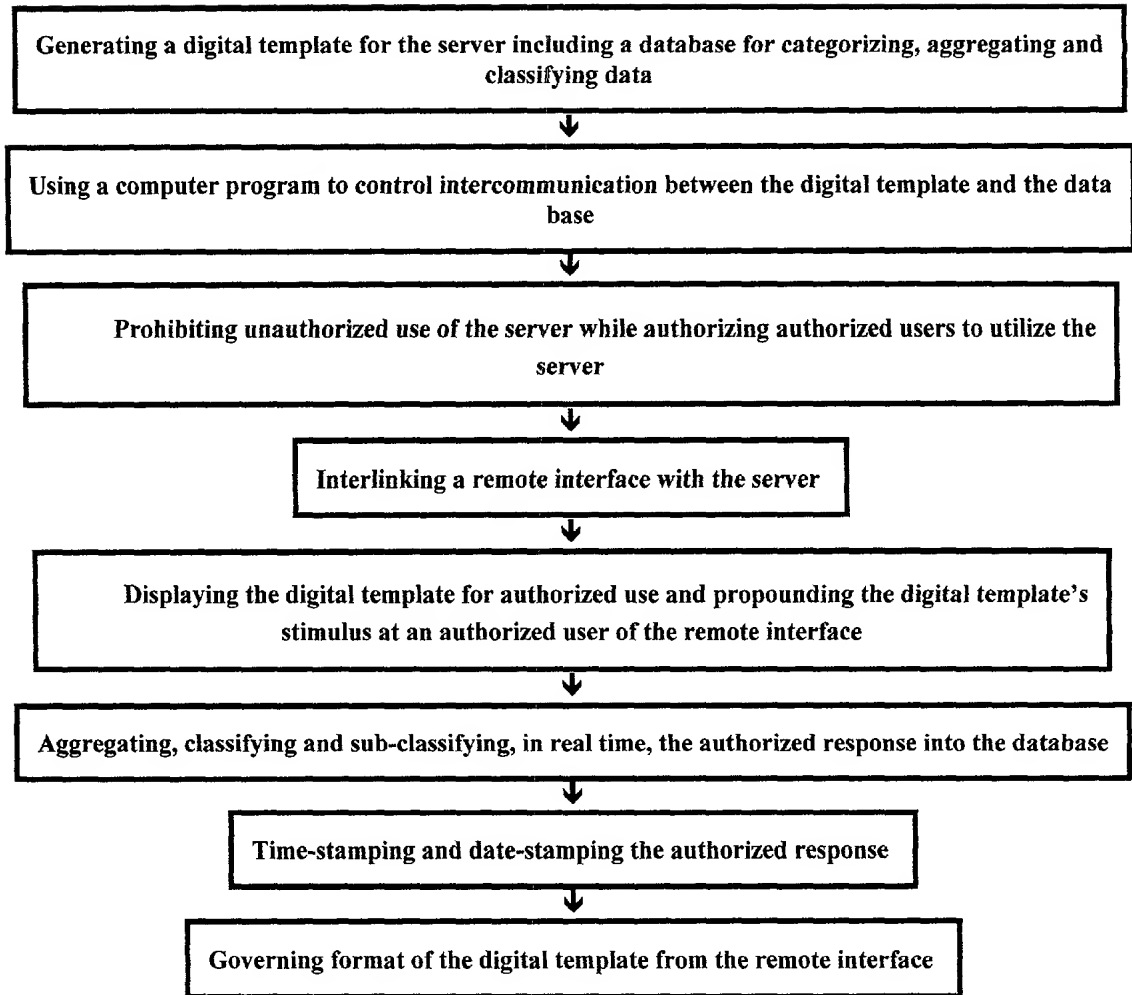 Generating a digital template for the server including a database for categorizing, aggregating and
classifying data
Using a computer program to control intercommunication between the digital template and the data
base
Prohibiting unauthorized use of the server while authorizing authorized users to utilize the
server
Interlinking a remote interface with the server
Displaying the digital template for authorized use and propounding the digital template's
stimulus at an authorized user of the remote interface
Aggregating, classifying and sub-classifying, in real time, the authorized response into the database
Time-stamping and date-stamping the authorized response
Governing format of the digital template from the remote interface